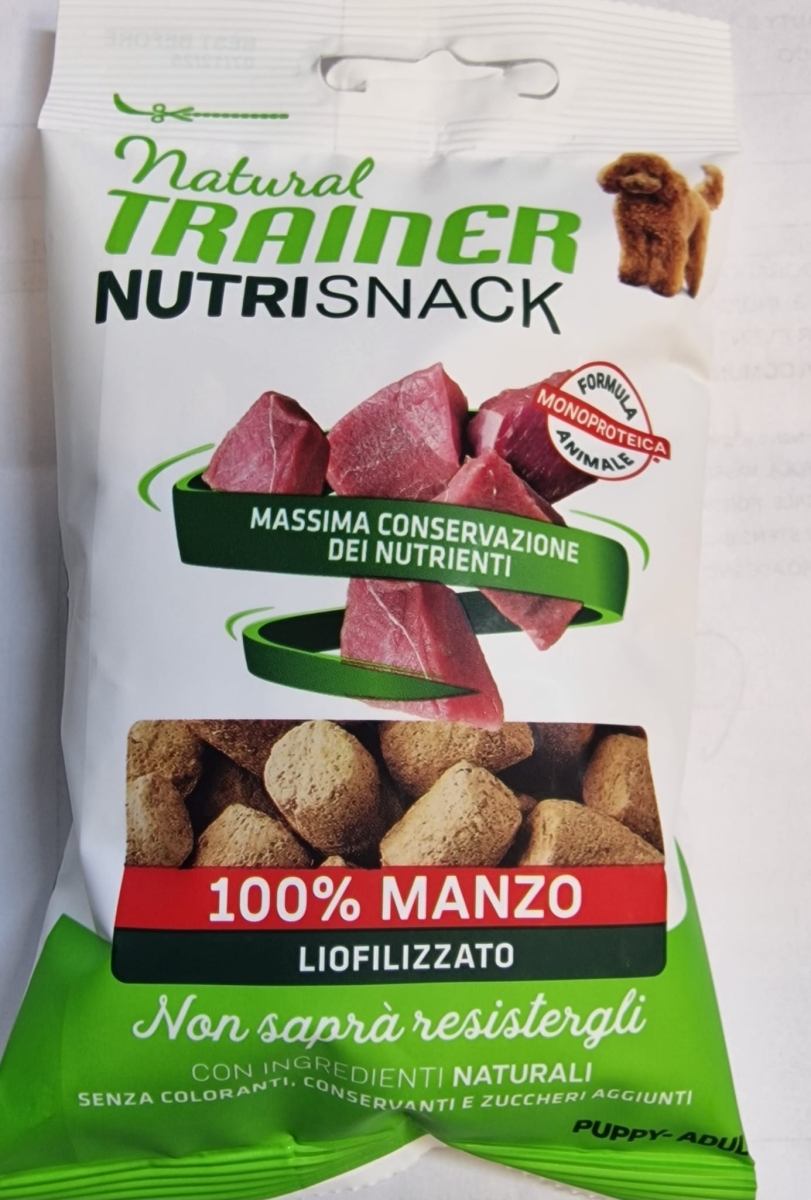 Natural
TRAINER
NUTRISNACK
FORMULA
MONOPROTEICA
ANIMALE
MASSIMA CONSERVAZIONE
DEI NUTRIENTI
100% MANZO
LIOFILIZZATO
Non saprà resistergli
CON INGREDIENTI NATURALI
SENZA COLORANTI, CONSERVANTI E ZUCCHERI AGGIUNTI
PUPPY-ADUL